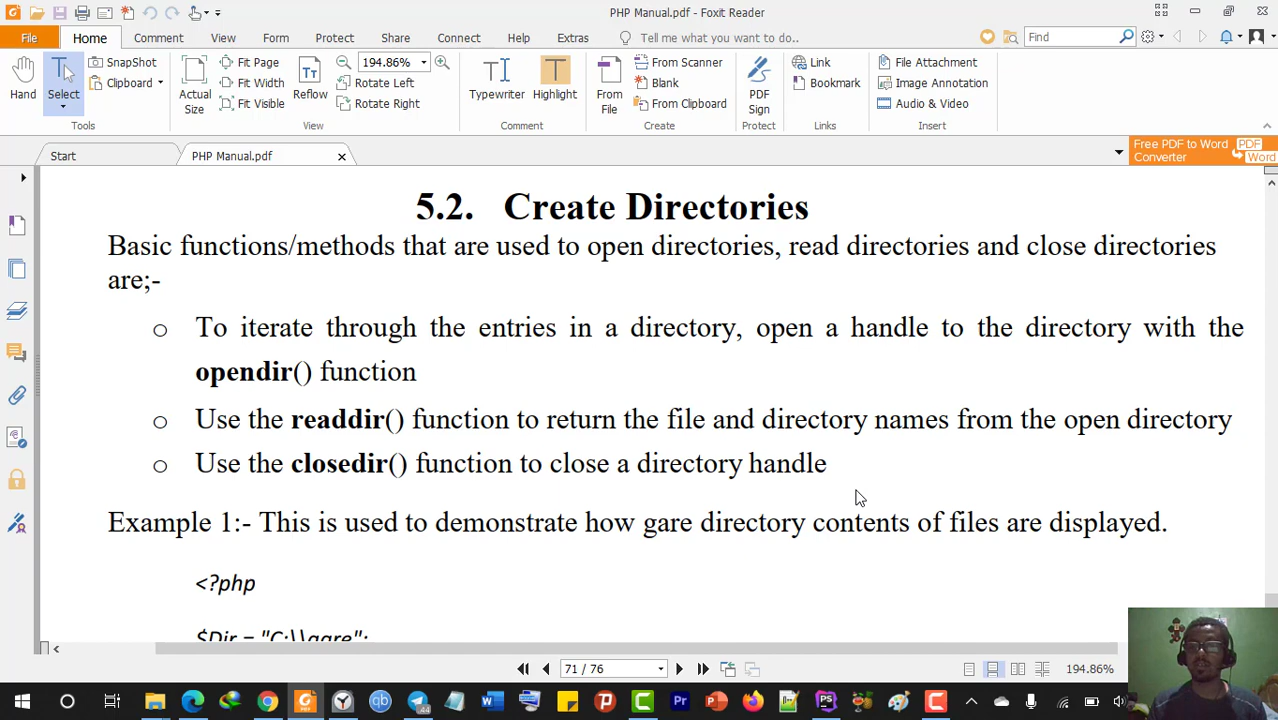 PHP Manual.pdf - Foxit Reader
File Home Comment View Form Protect Share Connect Help Extras Tell me what you want to do... Find
Hand
Select
SnapShot
Clipboard
Tools
Actual Size
Fit Page
Fit Width
Fit Visible
Reflow
194.86%
Rotate Left
Rotate Right
View
Typewriter
Highlight
Comment
From File
From Scanner
Blank
From Clipboard
Create
PDF Sign
Protect
Link
Bookmark
Links
File Attachment
Image Annotation
Audio & Video
Insert
Start
PHP Manual.pdf
Free PDF to Word
Converter
PDF
Word
5.2. Create Directories
Basic functions/methods that are used to open directories, read directories and close directories
are;-
o To iterate through the entries in a directory, open a handle to the directory with the
opendir() function
o Use the readdir() function to return the file and directory names from the open directory
o Use the closedir() function to close a directory handle
Example 1:- This is used to demonstrate how gare directory contents of files are displayed.
<?php
$Dir = "C:\\gare";
71 / 76
194.86%
44